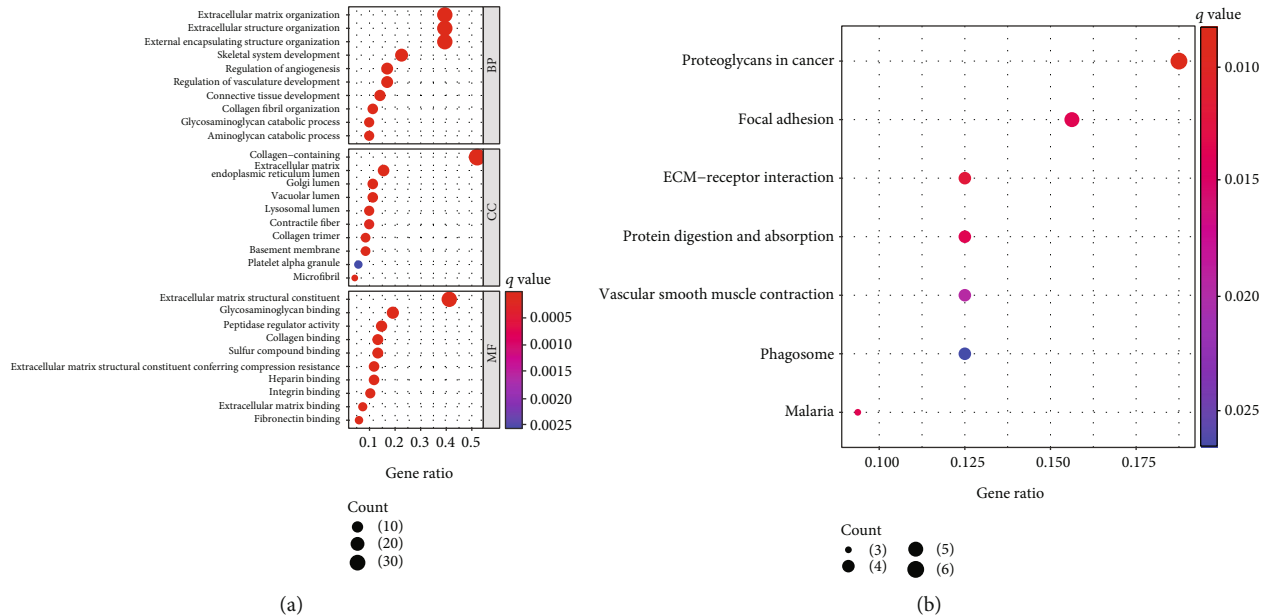 Extracellular matrix organization
Extracellular structure organization
External encapsulating structure organization
Skeletal system development
Regulation of angiogenesis
Regulation of vasculature development
Connective tissue development
Collagen fibril organization
Glycosaminoglycan catabolic process
Aminoglycan catabolic process
BP
Collagen−containing
Extracellular matrix
endoplasmic reticulum lumen
Golgi lumen
Vacuolar lumen
Lysosomal lumen
Contractile fiber
Collagen trimer
Basement membrane
Platelet alpha granule
Microfibril
CC
Extracellular matrix structural constituent
Glycosaminoglycan binding
Peptidase regulator activity
Collagen binding
Sulfur compound binding
Extracellular matrix structural constituent conferring compression resistance
Heparin binding
Integrin binding
Extracellular matrix binding
Fibronectin binding
MF
0.1 0.2 0.3 0.4 0.5
Gene ratio
q value
0.0005
0.0010
0.0015
0.0020
0.0025
Count
(10)
(20)
(30)
(a)
Proteoglycans in cancer
Focal adhesion
ECM−receptor interaction
Protein digestion and absorption
Vascular smooth muscle contraction
Phagosome
Malaria
0.100 0.125 0.150 0.175
Gene ratio
q value
0.010
0.015
0.020
0.025
Count
(3) (5)
(4) (6)
(b)